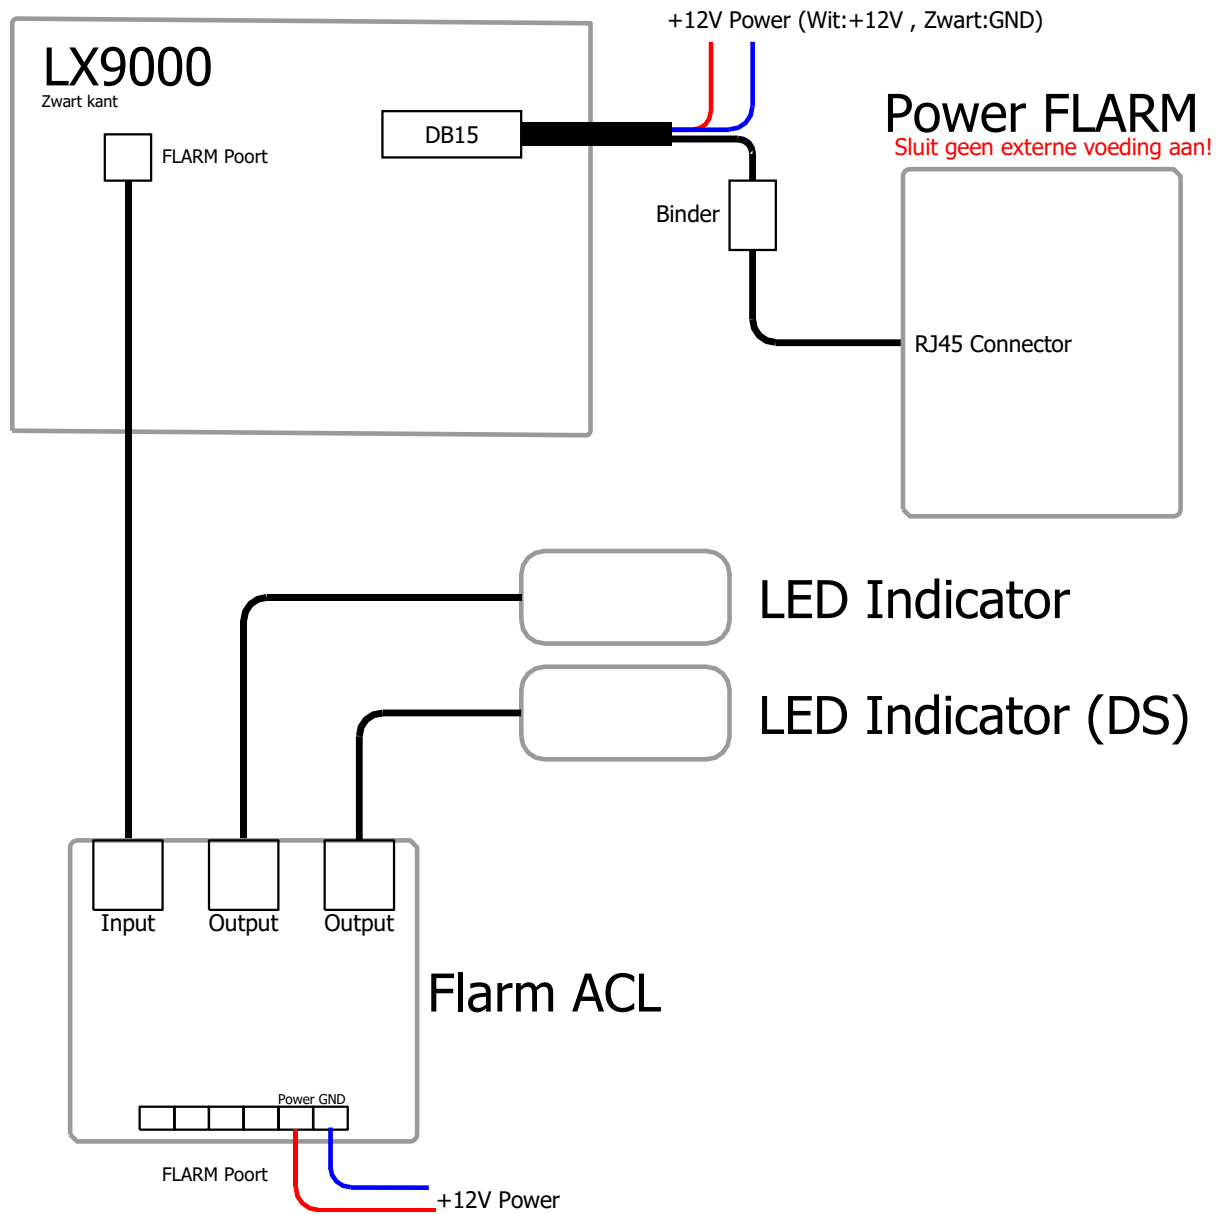 +12V Power (Wit:+12V , Zwart:GND)
LX9000
Zwart kant
DB15
FLARM Poort
Power FLARM
Sluit geen externe voeding aan!
Binder
RJ45 Connector
LED Indicator
LED Indicator (DS)
Input
Output
Output
Flarm ACL
Power GND
FLARM Poort
+12V Power